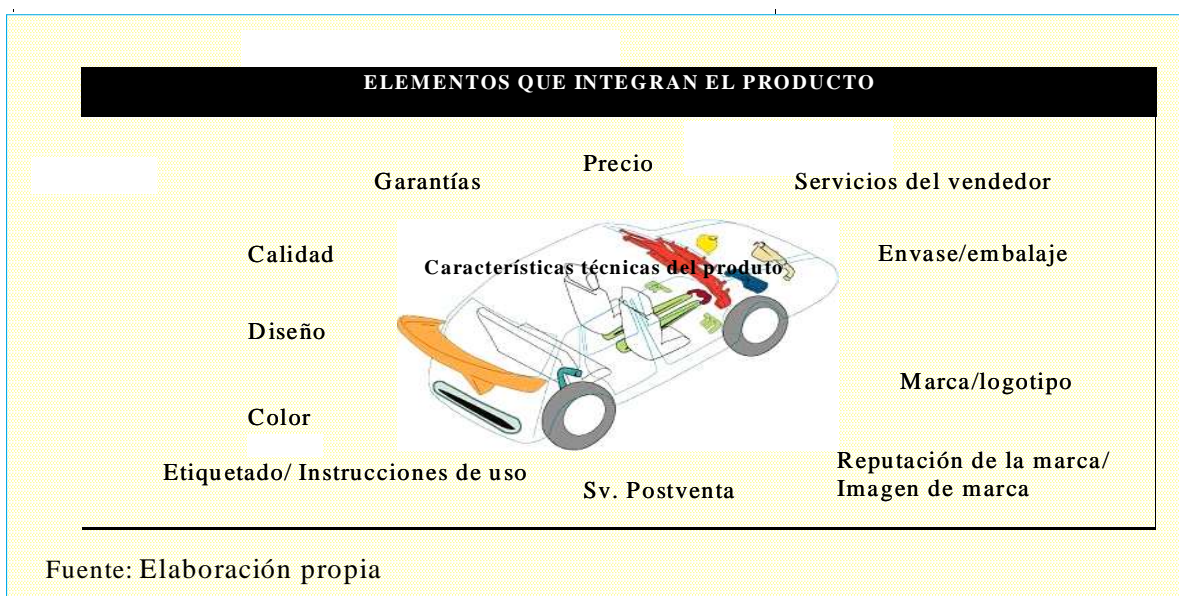 ELEMENTOS QUE INTEGRAN EL PRODUCTO
Precio
Garantías
Servicios del vendedor
Calidad
Características técnicas del produto
Envase/embalaje
Diseño
Marca/logotipo
Color
Etiquetado/ Instrucciones de uso
Sv. Postventa
Reputación de la marca/
Imagen de marca
Fuente: Elaboración propia